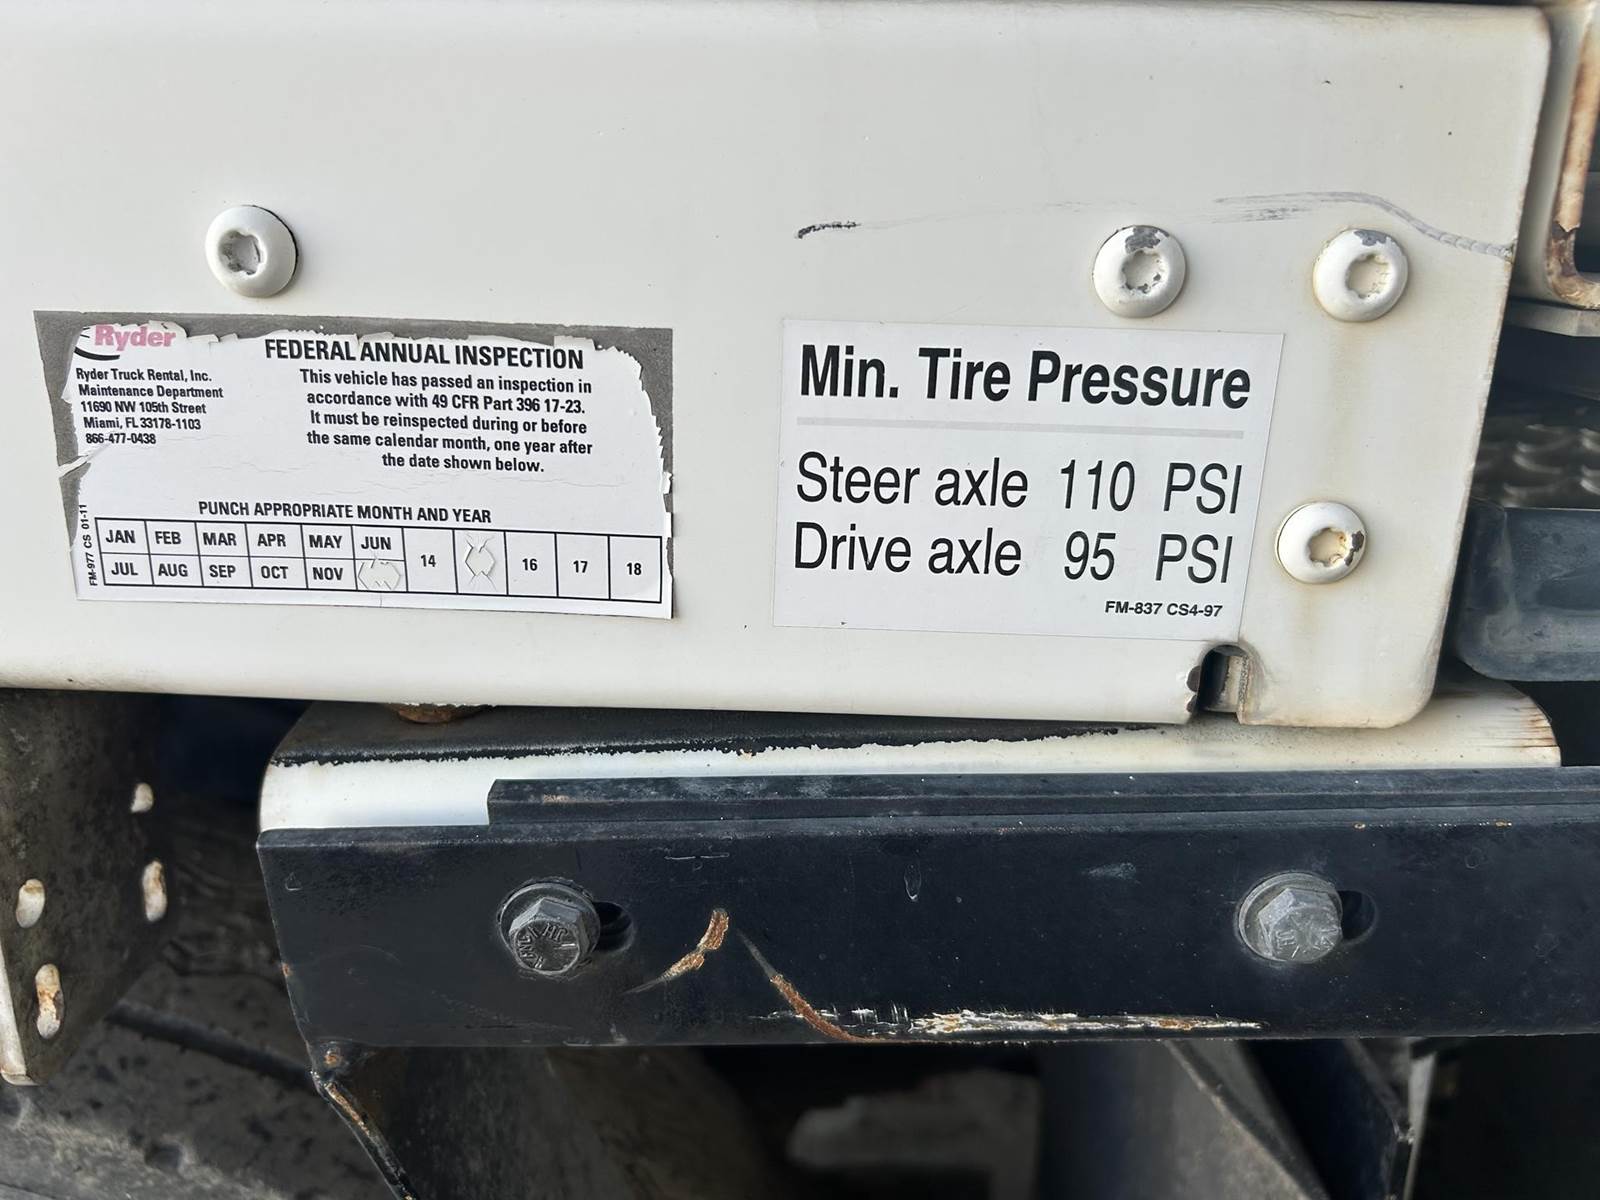 Ryder
Ryder Truck Rental, Inc.
Maintenance Department
11690 NW 105th Street
Miami, FL 33178-1103
866-477-0438
FEDERAL ANNUAL INSPECTION
This vehicle has passed an inspection in
accordance with 49 CFR Part 396 17-23.
It must be reinspected during or before
the same calendar month, one year after
the date shown below.
PUNCH APPROPRIATE MONTH AND YEAR
JAN FEB MAR APR MAY JUN
JUL AUG SEP OCT NOV
14 16 17 18
FM-977 CS 01-11
Min. Tire Pressure
Steer axle 110 PSI
Drive axle 95 PSI
FM-837 CS4-97